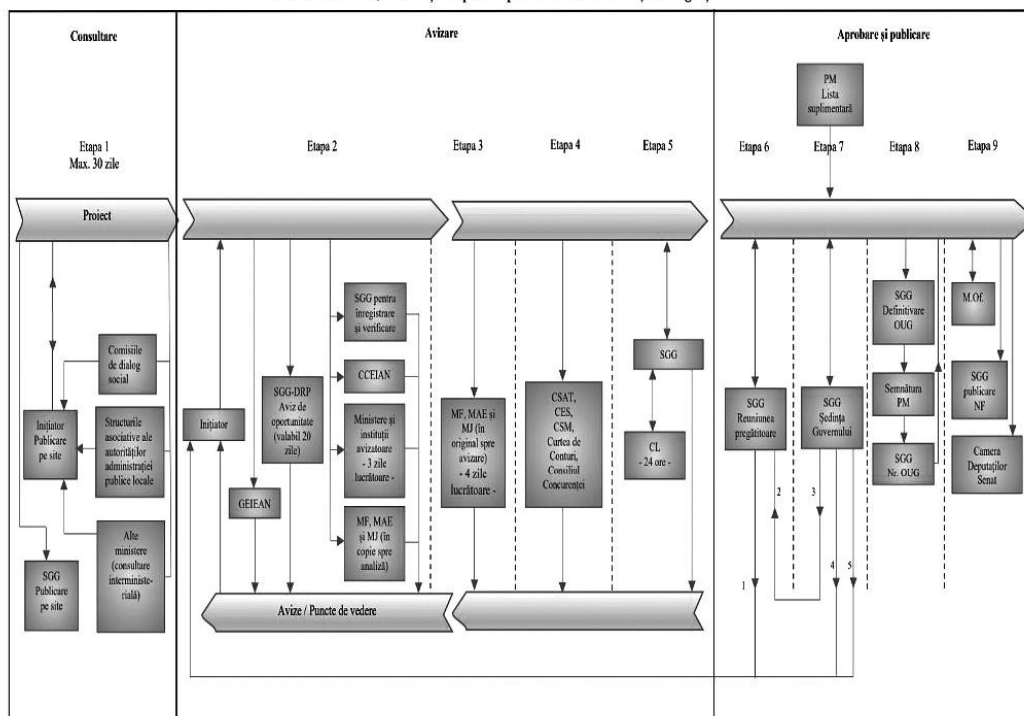 Consultare
Avizare
Aprobare și publicare
PM
Lista
suplimentară
Etapa 1
Max. 30 zile
Etapa 2
Etapa 3
Etapa 4
Etapa 5
Etapa 6
Etapa 7
Etapa 8
Etapa 9
Proiect
Comisiile
de dialog
social
Inițiator
Publicare
pe site
Structurile
asociative ale
autorităților
administrației
publice locale
Alte
ministere
(consultare
interministe-
rială)
SGG
Publicare
pe site
Inițiator
GEIEAN
SGG-DRP
Aviz de
oportunitate
(valabil 20
zile)
SGG pentru
înregistrare
și verificare
CCEIAN
Ministere și
instituții
avizatoare
- 3 zile
lucrătoare -
MF, MAE
și MJ (în
copie spre
analiză)
MF, MAE și
MJ (în
original spre
avizare)
- 4 zile
lucrătoare -
CSAT,
CES,
CSM,
Curtea de
Conturi,
Consiliul
Concurenței
SGG
CL
- 24 ore -
SGG
Reuniunea
pregătitoare
SGG
Ședința
Guvernului
SGG
Definitivare
OUG
Semnătura
PM
SGG
Nr. OUG
M.Of.
SGG
publicare
NF
Camera
Deputaților
Senat
Avize / Puncte de vedere
1
2
3
4
5